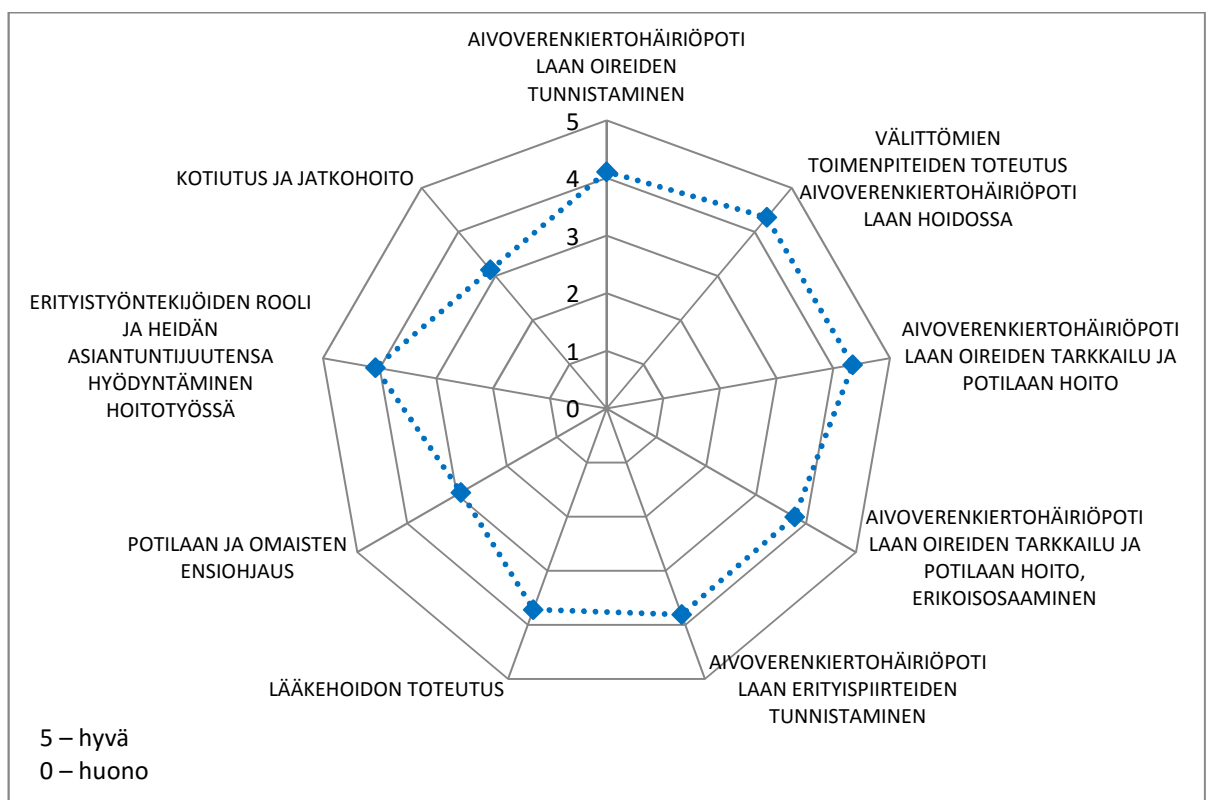 AIVOVERENKIERTOHÄIRIÖPOTI
LAAN OIREIDEN
TUNNISTAMINEN
VÄLITTÖMIEN
TOIMENPITEIDEN TOTEUTUS
AIVOVERENKIERTOHÄIRIÖPOTI
LAAN HOIDOSSA
AIVOVERENKIERTOHÄIRIÖPOTI
LAAN OIREIDEN TARKKAILU JA
POTILAAN HOITO
AIVOVERENKIERTOHÄIRIÖPOTI
LAAN OIREIDEN TARKKAILU JA
POTILAAN HOITO,
ERIKOISOSAAMINEN
AIVOVERENKIERTOHÄIRIÖPOTI
LAAN ERITYISPIIRTEIDEN
TUNNISTAMINEN
LÄÄKEHOIDON TOTEUTUS
POTILAAN JA OMAISTEN
ENSIOHJAUS
ERITYISTYÖNTEKIJÖIDEN ROOLI
JA HEIDÄN
ASIANTUNTIJUUTENSA
HYÖDYNTÄMINEN
HOITOTYÖSSÄ
KOTIUTUS JA JATKOHOITO
5
4
3
2
1
0
5 – hyvä
0 – huono